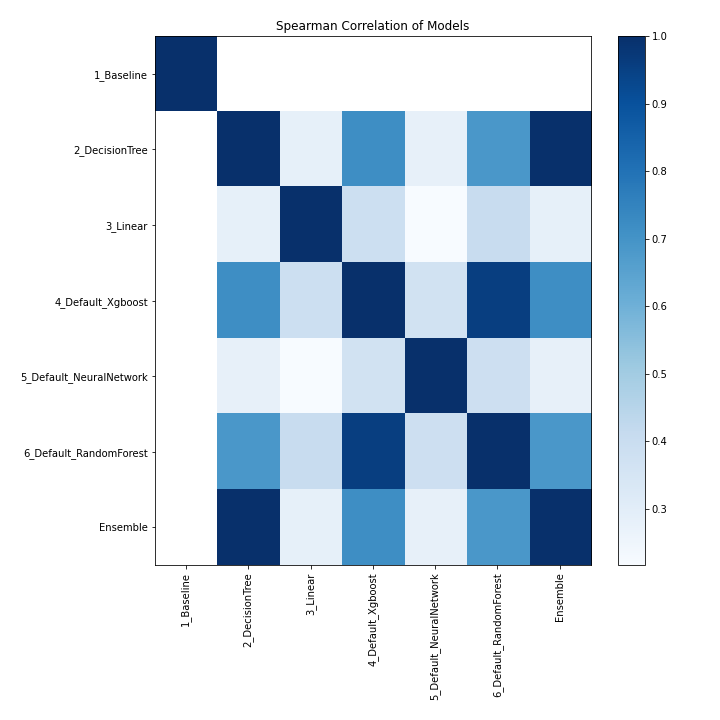 Spearman Correlation of Models
1_Baseline
2_DecisionTree
3_Linear
4_Default_Xgboost
5_Default_NeuralNetwork
6_Default_RandomForest
Ensemble
1_Baseline
2_DecisionTree
3_Linear
4_Default_Xgboost
5_Default_NeuralNetwork
6_Default_RandomForest
Ensemble
1.0
0.9
0.8
0.7
0.6
0.5
0.4
0.3